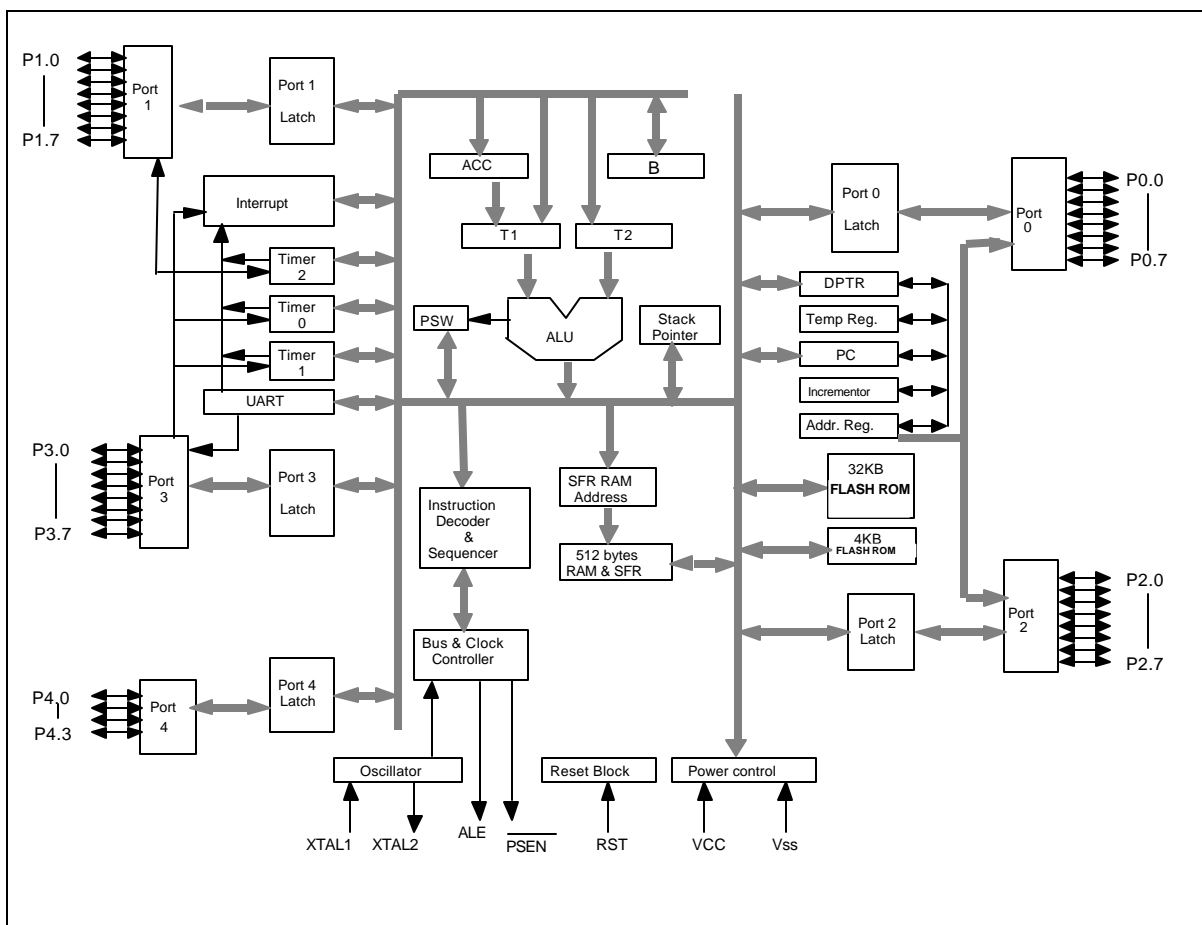 P1.0
P1.7
Port
1
Port 1
Latch
Interrupt
Timer
2
Timer
0
Timer
1
UART
P3.0
P3.7
Port
3
Port 3
Latch
P4.0
P4.3
Port
4
Port 4
Latch
ACC
B
T1
T2
PSW
ALU
Stack
Pointer
Instruction
Decoder
&
Sequencer
SFR RAM
Address
512 bytes
RAM & SFR
Bus & Clock
Controller
Oscillator
Reset Block
Power control
XTAL1
XTAL2
ALE
PSEN
RST
VCC
Vss
Port 0
Latch
Port
0
P0.0
P0.7
DPTR
Temp Reg.
PC
Incrementor
Addr. Reg.
32KB
FLASH ROM
4KB
FLASH ROM
Port 2
Latch
Port
2
P2.0
P2.7